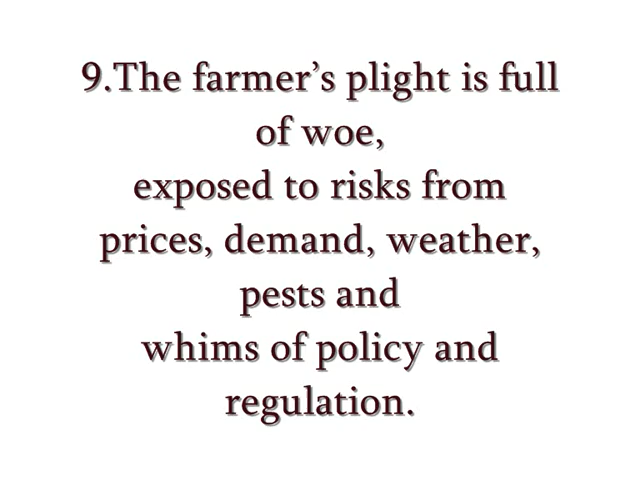 9.The farmer’s plight is full
of woe,
exposed to risks from
prices, demand, weather,
pests and
whims of policy and
regulation.